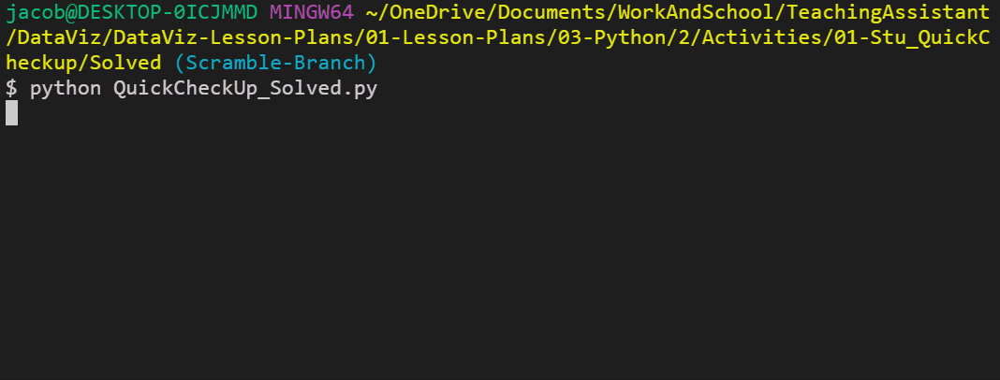 jacob@DESKTOP-0ICJMMD MINGW64 ~/OneDrive/Documents/WorkAndSchool/TeachingAssistant
/DataViz/DataViz-Lesson-Plans/01-Lesson-Plans/03-Python/2/Activities/01-Stu_QuickC
heckup/Solved (Scramble-Branch)
$ python QuickCheckUp_Solved.py